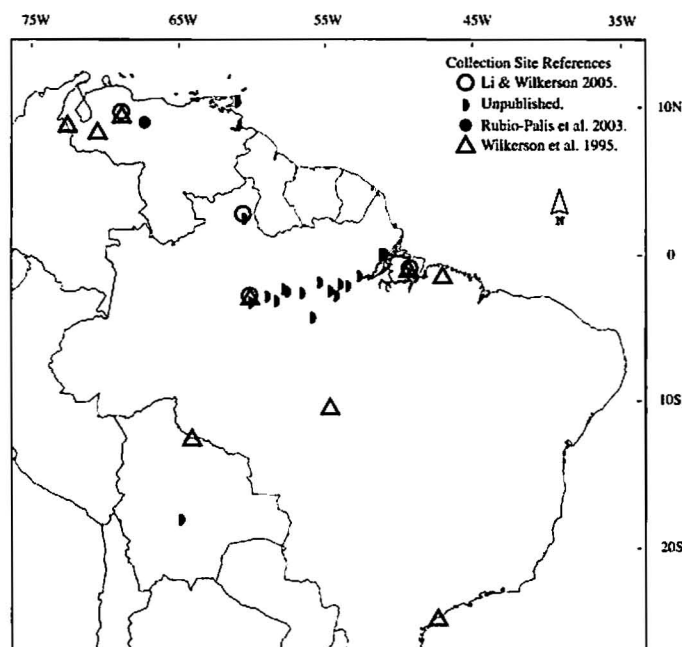 75W 65W 55W 45W 35W
Collection Site References
Li & Wilkerson 2005.
Unpublished.
Rubio-Palis et al. 2003.
Wilkerson et al. 1995.
10N
N
0
10S
20S